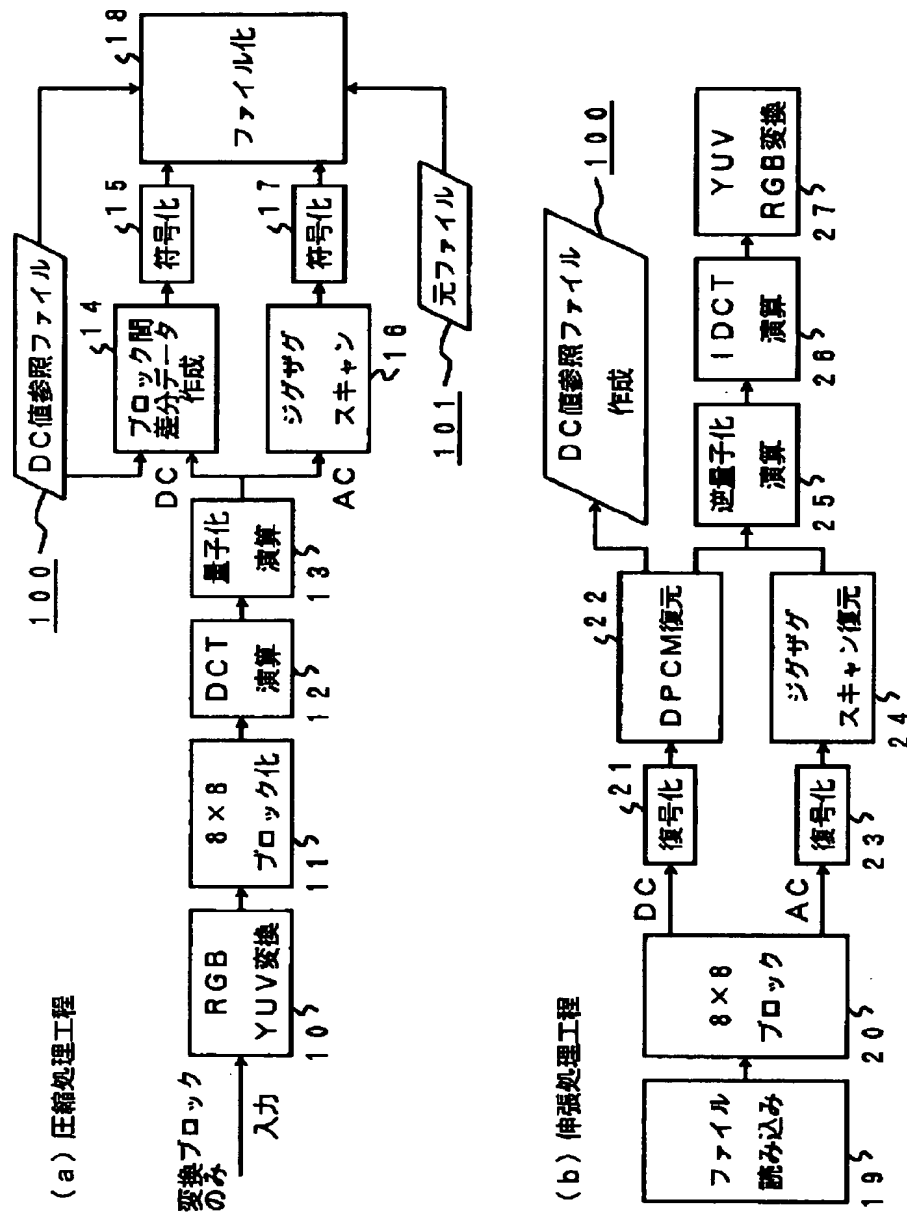 (a)圧縮処理工程
変換ブロック
のみ
入力
RGB
YUV変換
10
8×8
ブロック化
11
DCT
演算
12
量子化
演算
13
DC
AC
100
DC値参照ファイル
ブロック間
差分データ
作成
14
符号化
15
ジグザグ
スキャン
16
符号化
17
ファイル化
18
元ファイル
101
(b)伸張処理工程
ファイル
読み込み
19
8×8
ブロック
20
DC
AC
復号化
21
DPCM復元
22
復号化
23
ジグザグ
スキャン復元
24
DC値参照ファイル
作成
100
逆量子化
演算
25
IDCT
演算
26
YUV
RGB変換
27